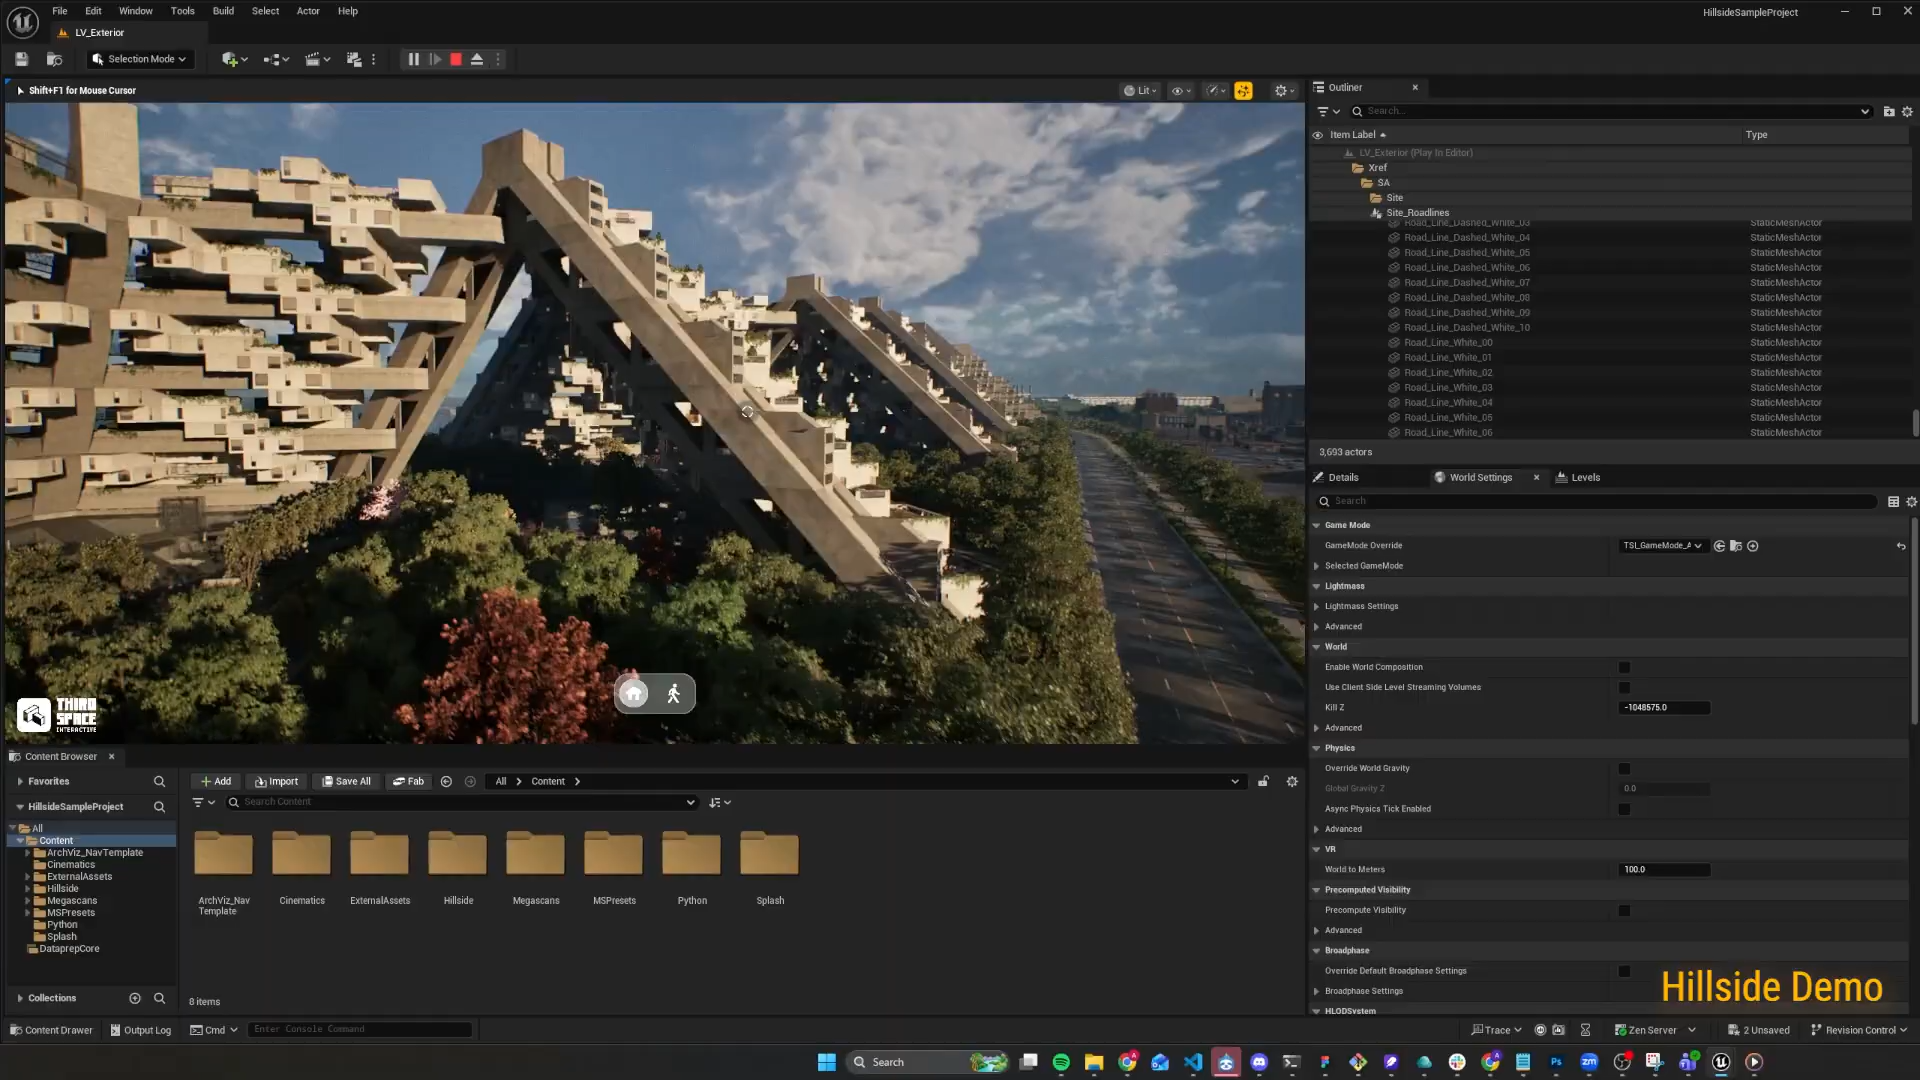 File Edit Window Tools Build Select Actor Help
HillsideSampleProject
LV_Exterior
Selection Mode
Shift+F1 for Mouse Cursor
Lit
THIRD
SPACE
INTERACTIVE
Outliner
Search...
Item Label
Type
LV_Exterior (Play In Editor)
Xref
SA
Site
Site_Roadlines
Road_Line_Dashed_White_03 StaticMeshActor
Road_Line_Dashed_White_04 StaticMeshActor
Road_Line_Dashed_White_05 StaticMeshActor
Road_Line_Dashed_White_06 StaticMeshActor
Road_Line_Dashed_White_07 StaticMeshActor
Road_Line_Dashed_White_08 StaticMeshActor
Road_Line_Dashed_White_09 StaticMeshActor
Road_Line_Dashed_White_10 StaticMeshActor
Road_Line_White_00 StaticMeshActor
Road_Line_White_01 StaticMeshActor
Road_Line_White_02 StaticMeshActor
Road_Line_White_03 StaticMeshActor
Road_Line_White_04 StaticMeshActor
Road_Line_White_05 StaticMeshActor
Road_Line_White_06 StaticMeshActor
3,693 actors
Details World Settings Levels
Search
Game Mode
GameMode Override TSI_GameMode_A
Selected GameMode
Lightmass
Lightmass Settings
Advanced
World
Enable World Composition
Use Client Side Level Streaming Volumes
Kill Z -1048575.0
Advanced
Physics
Override World Gravity
Global Gravity Z 0.0
Async Physics Tick Enabled
Advanced
VR
World to Meters 100.0
Precomputed Visibility
Precompute Visibility
Advanced
Broadphase
Override Default Broadphase Settings
Broadphase Settings
HLODSystem
Hillside Demo
Content Browser
Favorites
HillsideSampleProject
All
Content
ArchViz_NavTemplate
Cinematics
ExternalAssets
Hillside
Megascans
MSPresets
Python
Splash
DataprepCore
Collections
Add Import Save All Fab All Content
Search Content
ArchViz_Nav
Template
Cinematics
ExternalAssets
Hillside
Megascans
MSPresets
Python
Splash
8 items
Content Drawer Output Log Cmd Enter Console Command
Trace Zen Server 2 Unsaved Revision Control
Search